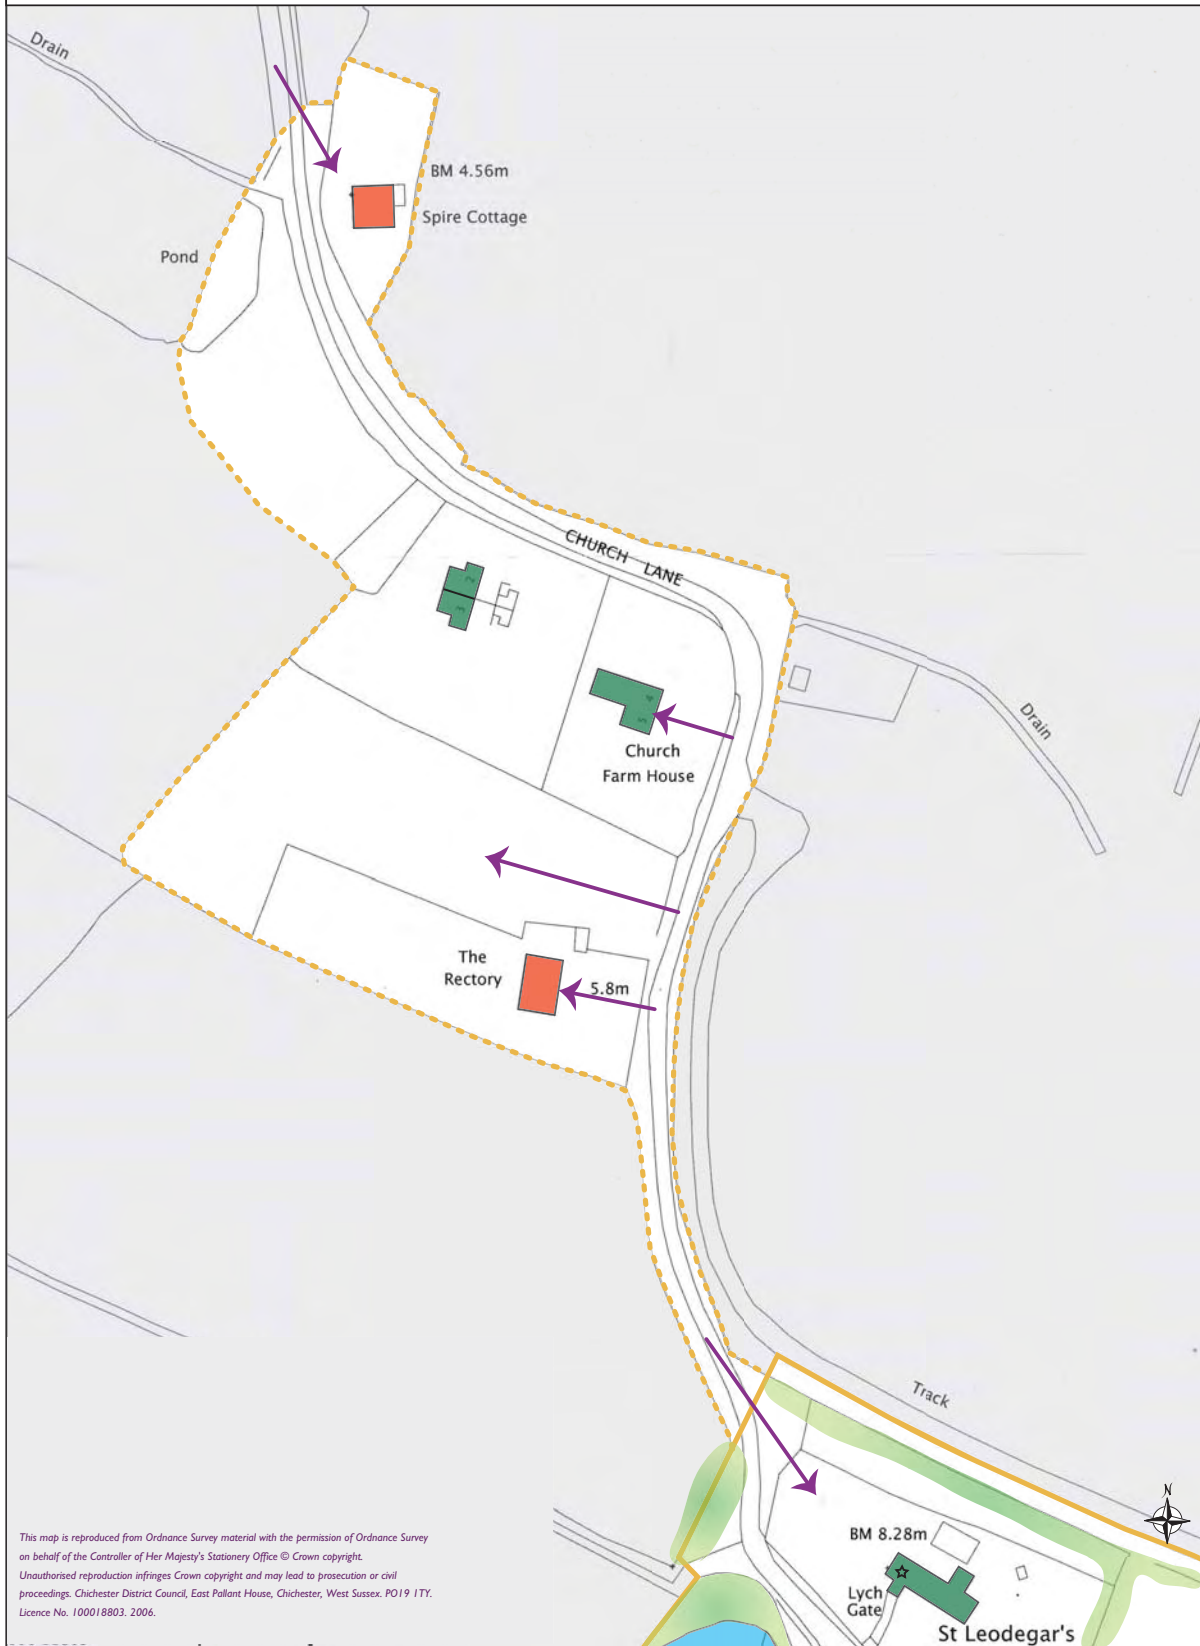 Drain
BM 4.56m
Spire Cottage
Pond
CHURCH LANE
2
3
4
5
Church
Farm House
Drain
The
Rectory
5.8m
Track
N
BM 8.28m
Lych
Gate
St Leodegar's
This map is reproduced from Ordnance Survey material with the permission of Ordnance Survey
on behalf of the Controller of Her Majesty's Stationery Office © Crown copyright.
Unauthorised reproduction infringes Crown copyright and may lead to prosecution or civil
proceedings. Chichester District Council, East Pallant House, Chichester, West Sussex. PO19 1TY.
Licence No. 100018803. 2006.